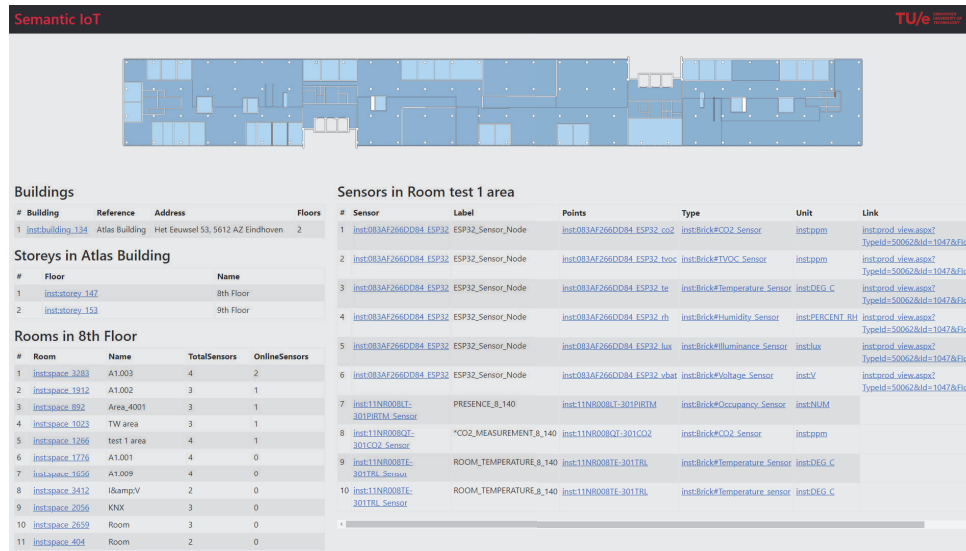 Semantic IoT
TU/e EINDHOVEN UNIVERSITY OF TECHNOLOGY
Buildings
# Building Reference Address Floors
1 inst:building_134 Atlas Building Het Eeuwsel 53, 5612 AZ Eindhoven 2
Storeys in Atlas Building
# Floor Name
1 inst:storey_147 8th Floor
2 inst:storey_153 9th Floor
Rooms in 8th Floor
# Room Name TotalSensors OnlineSensors
1 inst:space_3283 A1.003 4 2
2 inst:space_1912 A1.002 3 1
3 inst:space_892 Area_4001 3 1
4 inst:space_1023 TW area 3 1
5 inst:space_1266 test 1 area 4 1
6 inst:space_1776 A1.001 4 0
7 inst:space_1656 A1.009 4 0
8 inst:space_3412 I&amp;V 2 0
9 inst:space_2056 KNX 3 0
10 inst:space_2659 Room 3 0
11 inst:space_404 Room 2 0
Sensors in Room test 1 area
# Sensor Label Points Type Unit Link
1 inst:083AF266DD84_ESP32 ESP32_Sensor_Node inst:083AF266DD84_ESP32_co2 inst:Brick#CO2_Sensor inst:ppm inst:prod_view.aspx?
TypeId=50062&Id=1047&Flo
2 inst:083AF266DD84_ESP32 ESP32_Sensor_Node inst:083AF266DD84_ESP32_tvoc inst:Brick#TVOC_Sensor inst:ppm inst:prod_view.aspx?
TypeId=50062&Id=1047&Flo
3 inst:083AF266DD84_ESP32 ESP32_Sensor_Node inst:083AF266DD84_ESP32_te inst:Brick#Temperature_Sensor inst:DEG_C inst:prod_view.aspx?
TypeId=50062&Id=1047&Flo
4 inst:083AF266DD84_ESP32 ESP32_Sensor_Node inst:083AF266DD84_ESP32_rh inst:Brick#Humidity_Sensor inst:PERCENT_RH inst:prod_view.aspx?
TypeId=50062&Id=1047&Flo
5 inst:083AF266DD84_ESP32 ESP32_Sensor_Node inst:083AF266DD84_ESP32_lux inst:Brick#Illuminance_Sensor inst:lux inst:prod_view.aspx?
TypeId=50062&Id=1047&Flo
6 inst:083AF266DD84_ESP32 ESP32_Sensor_Node inst:083AF266DD84_ESP32_vbat inst:Brick#Voltage_Sensor inst:V inst:prod_view.aspx?
TypeId=50062&Id=1047&Flo
7 inst:11NR008LT- PRESENCE_8_140 inst:11NR008LT-301PIRTM inst:Brick#Occupancy_Sensor inst:NUM
301PIRTM_Sensor
8 inst:11NR008QT- *CO2_MEASUREMENT_8_140 inst:11NR008QT-301CO2 inst:Brick#CO2_Sensor inst:ppm
301CO2_Sensor
9 inst:11NR008TE- ROOM_TEMPERATURE_8_140 inst:11NR008TE-301TRL inst:Brick#Temperature_Sensor inst:DEG_C
301TRL_Sensor
10 inst:11NR008TE- ROOM_TEMPERATURE_8_140 inst:11NR008TE-301TRL inst:Brick#Temperature_sensor inst:DEG_C
301TRL_Sensor